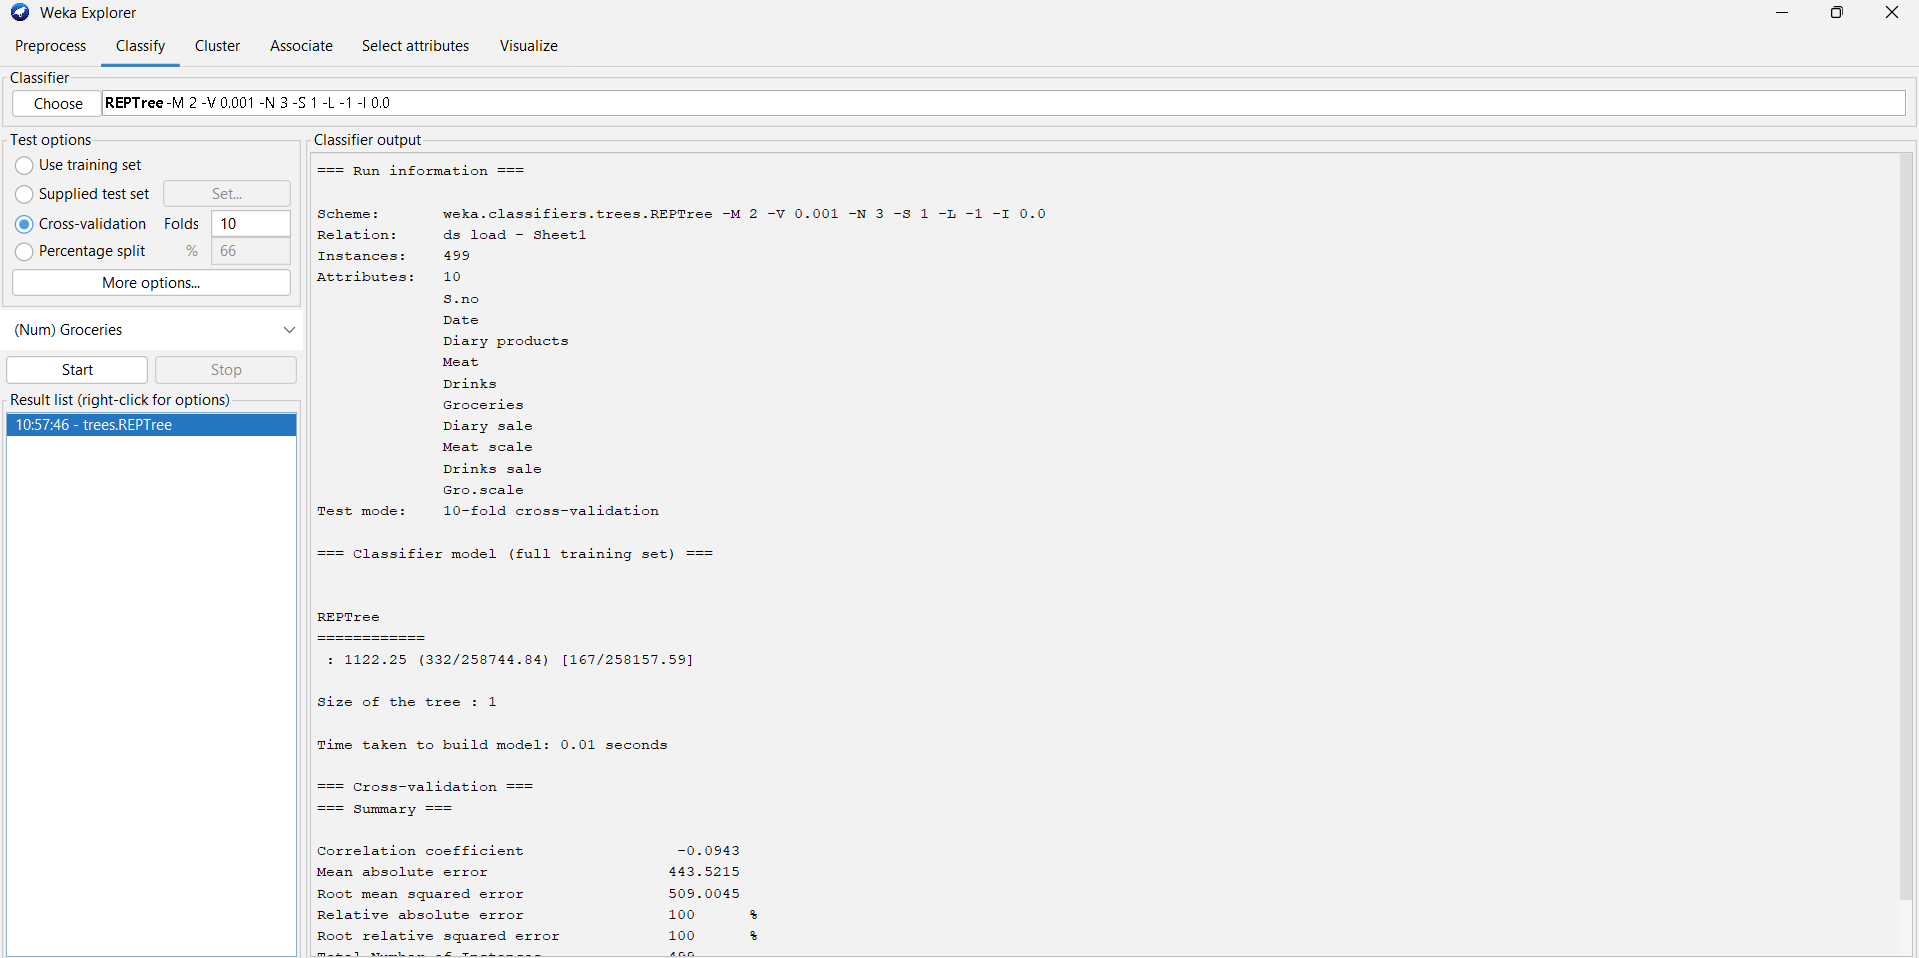 Weka Explorer
Preprocess Classify Cluster Associate Select attributes Visualize
Classifier
Choose REPTree -M 2 -V 0.001 -N 3 -S 1 -L -1 -I 0.0
Test options
Use training set
Supplied test set Set...
Cross-validation Folds 10
Percentage split % 66
More options...
(Num) Groceries
Start Stop
Result list (right-click for options)
10:57:46 - trees.REPTree
Classifier output
=== Run information ===
Scheme: weka.classifiers.trees.REPTree -M 2 -V 0.001 -N 3 -S 1 -L -1 -I 0.0
Relation: ds load - Sheet1
Instances: 499
Attributes: 10
S.no
Date
Diary products
Meat
Drinks
Groceries
Diary sale
Meat scale
Drinks sale
Gro.scale
Test mode: 10-fold cross-validation
=== Classifier model (full training set) ===
REPTree
============
: 1122.25 (332/258744.84) [167/258157.59]
Size of the tree : 1
Time taken to build model: 0.01 seconds
=== Cross-validation ===
=== Summary ===
Correlation coefficient -0.0943
Mean absolute error 443.5215
Root mean squared error 509.0045
Relative absolute error 100 %
Root relative squared error 100 %
Total Number of Instances 499